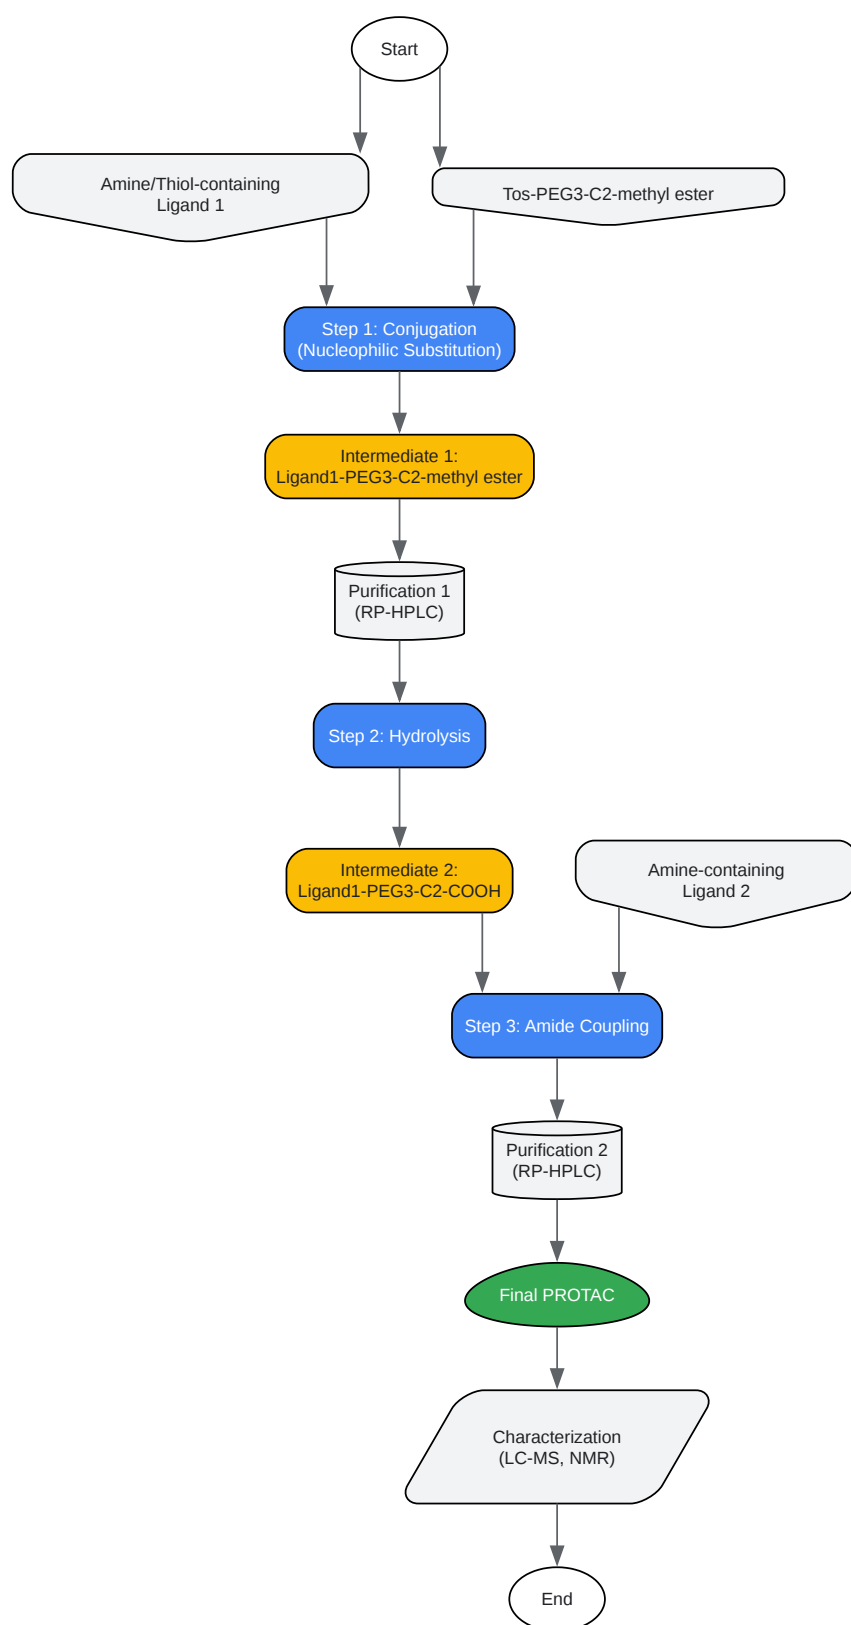 Start
Amine/Thiol-containing
Ligand 1
Tos-PEG3-C2-methyl ester
Step 1: Conjugation
(Nucleophilic Substitution)
Intermediate 1:
Ligand1-PEG3-C2-methyl ester
Purification 1
(RP-HPLC)
Step 2: Hydrolysis
Intermediate 2:
Ligand1-PEG3-C2-COOH
Amine-containing
Ligand 2
Step 3: Amide Coupling
Purification 2
(RP-HPLC)
Final PROTAC
Characterization
(LC-MS, NMR)
End